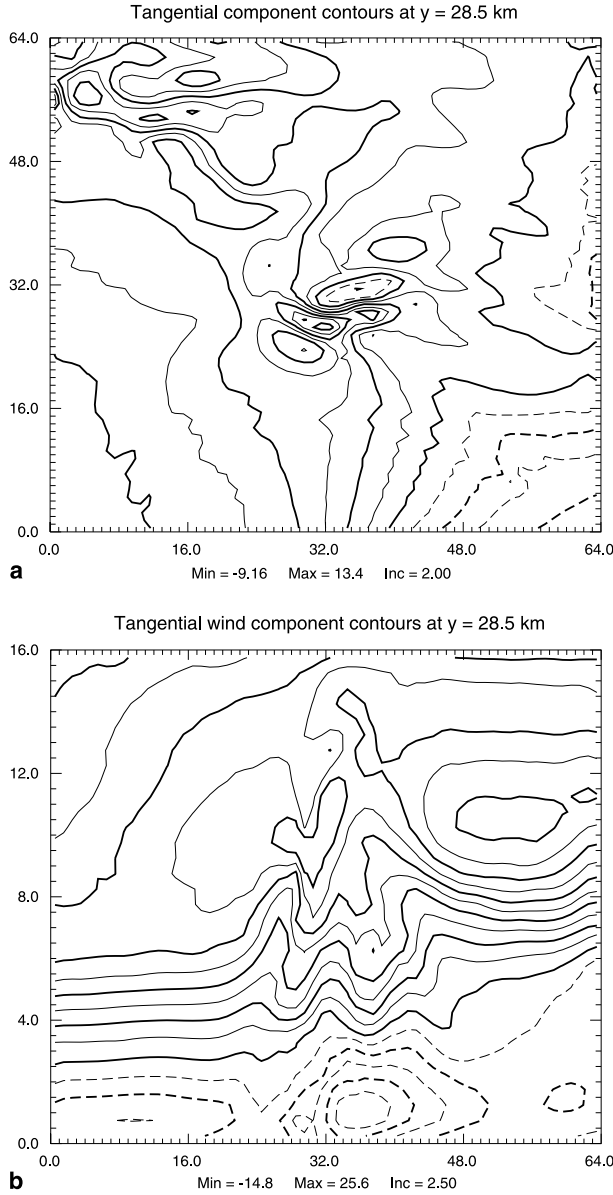 Tangential component contours at y = 28.5 km
64.0
48.0
32.0
16.0
0.0
0.0 16.0 32.0 48.0 64.0
a
Min = -9.16 Max = 13.4 Inc = 2.00
Tangential wind component contours at y = 28.5 km
16.0
12.0
8.0
4.0
0.0
0.0 16.0 32.0 48.0 64.0
b
Min = -14.8 Max = 25.6 Inc = 2.50